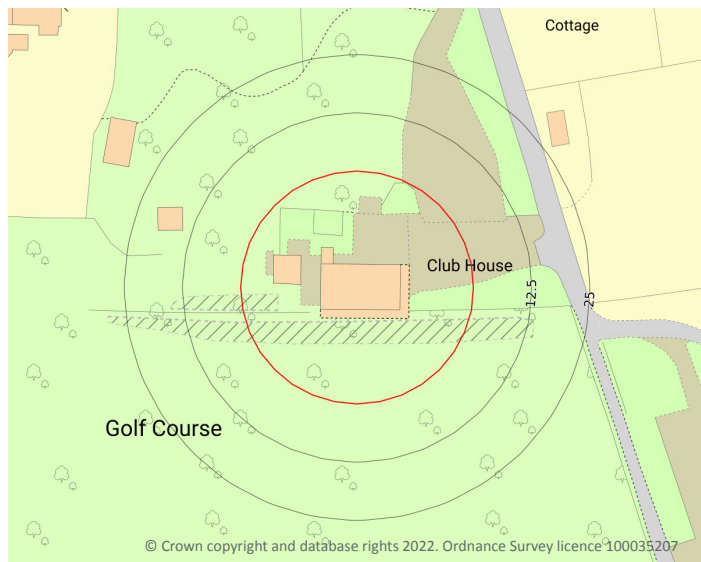 Cottage
Club House
12.5
25
Golf Course
© Crown copyright and database rights 2022. Ordnance Survey licence 100035207